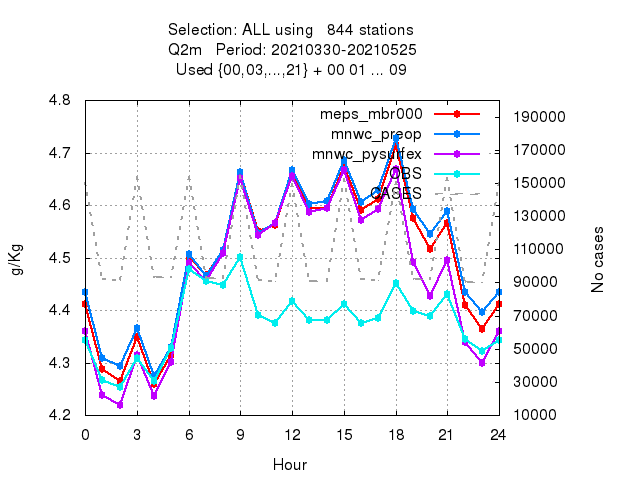 Selection: ALL using   844 stations
Q2m   Period: 20210330-20210525
Used {00,03,...,21} + 00 01 ... 09
meps_mbr000
mnwc_preop
mnwc_pysurfex
OBS
CASES
4.8
4.7
4.6
4.5
4.4
4.3
4.2
g/Kg
190000
170000
150000
130000
110000
90000
70000
50000
30000
10000
No cases
0 3 6 9 12 15 18 21 24
Hour